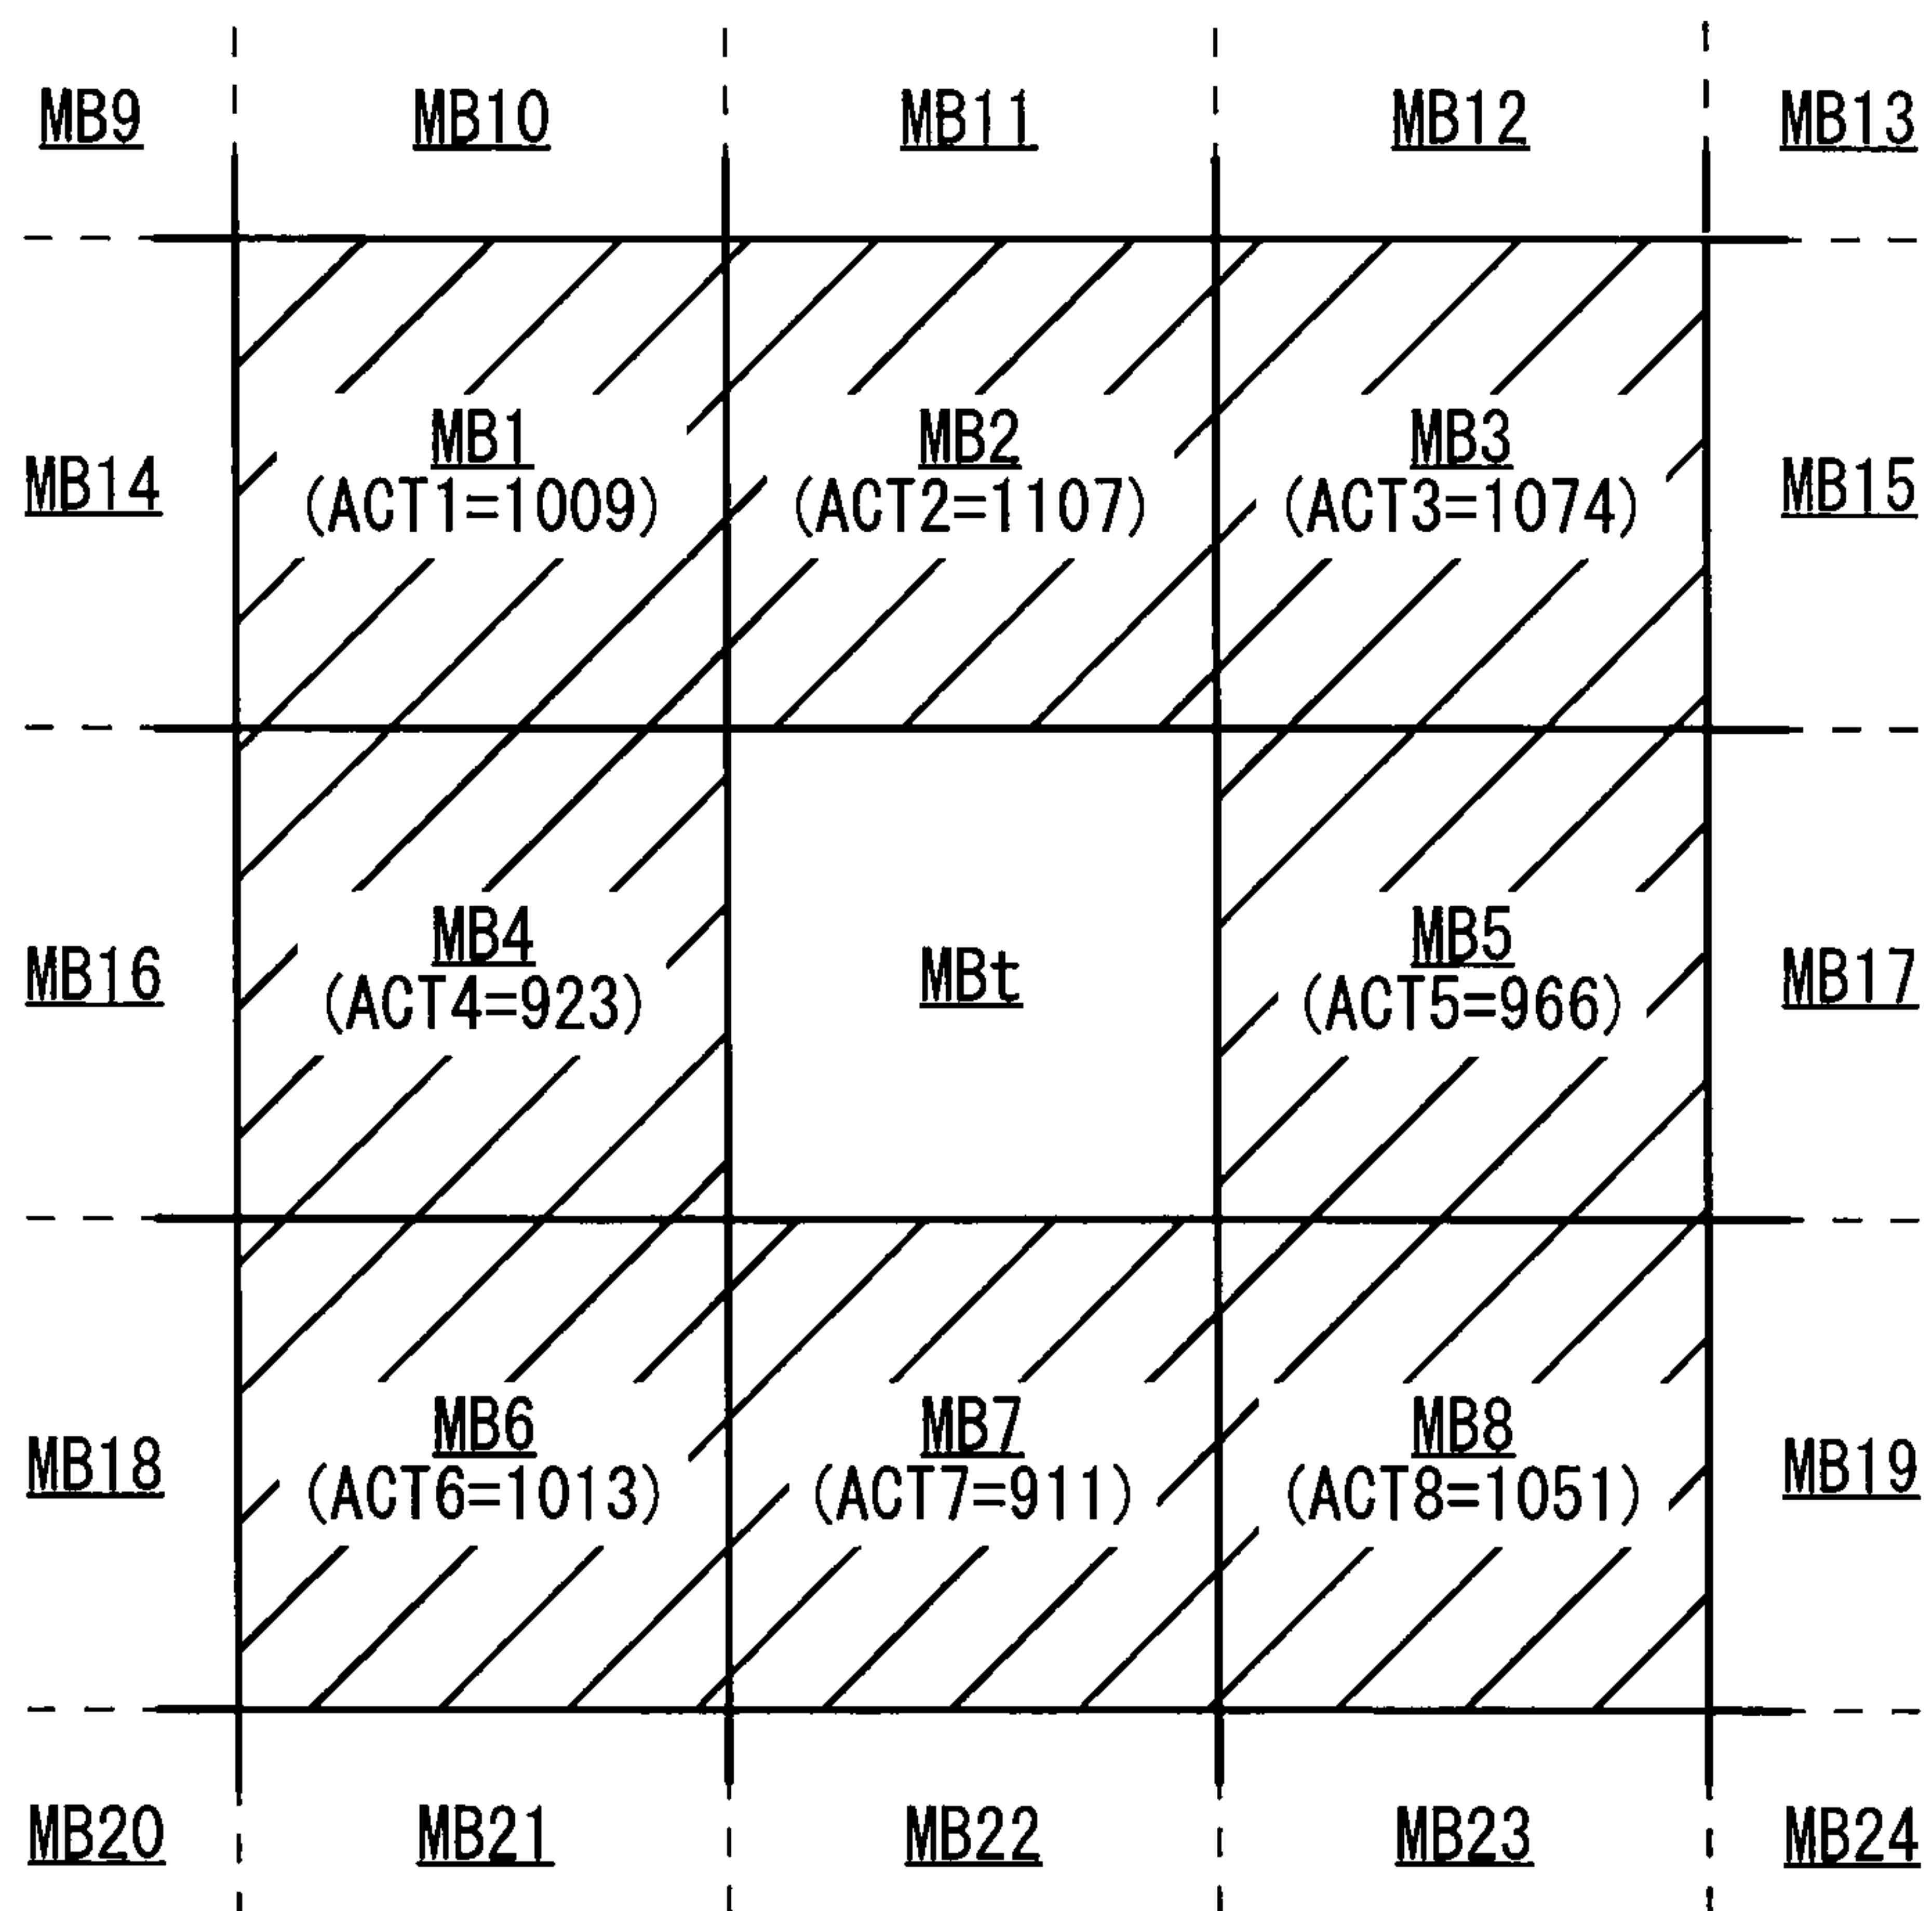 MB9 MB10 MB11 MB12 MB13
MB14 MB1 MB2 MB3 MB15
(ACT1=1009) (ACT2=1107) (ACT3=1074)
MB16 MB4 MBt MB5 MB17
(ACT4=923) (ACT5=966)
MB18 MB6 MB7 MB8 MB19
(ACT6=1013) (ACT7=911) (ACT8=1051)
MB20 MB21 MB22 MB23 MB24